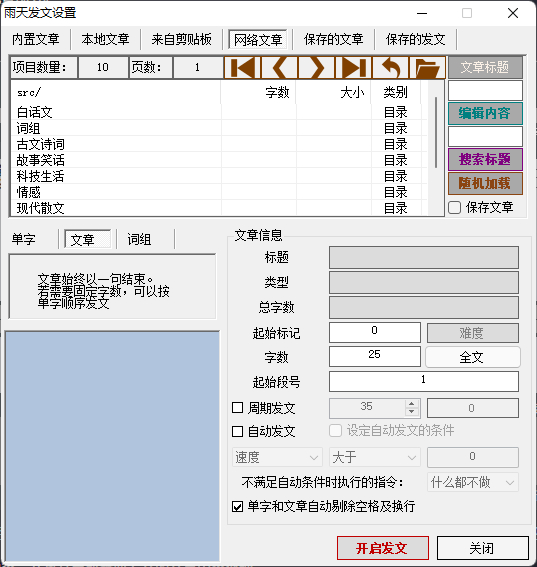 雨天发文设置
内置文章 本地文章 来自剪贴板 网络文章 保存的文章 保存的发文
项目数量: 10 页数: 1 文章标题
src/ 字数 大小 类别
白话文 目录
编辑内容
词组 目录
古文诗词 目录
故事笑话 目录
搜索标题
科技生活 目录
随机加载
情感 目录
现代散文 目录
保存文章
单字 文章 词组
文章始终以一句结束。
若需要固定字数，可以按
单字顺序发文
文章信息
标题
类型
总字数
起始标记 0 难度
字数 25 全文
起始段号 1
周期发文 35 0
自动发文 设定自动发文的条件
速度 大于 0
不满足自动条件时执行的指令: 什么都不做
单字和文章自动剔除空格及换行
开启发文 关闭